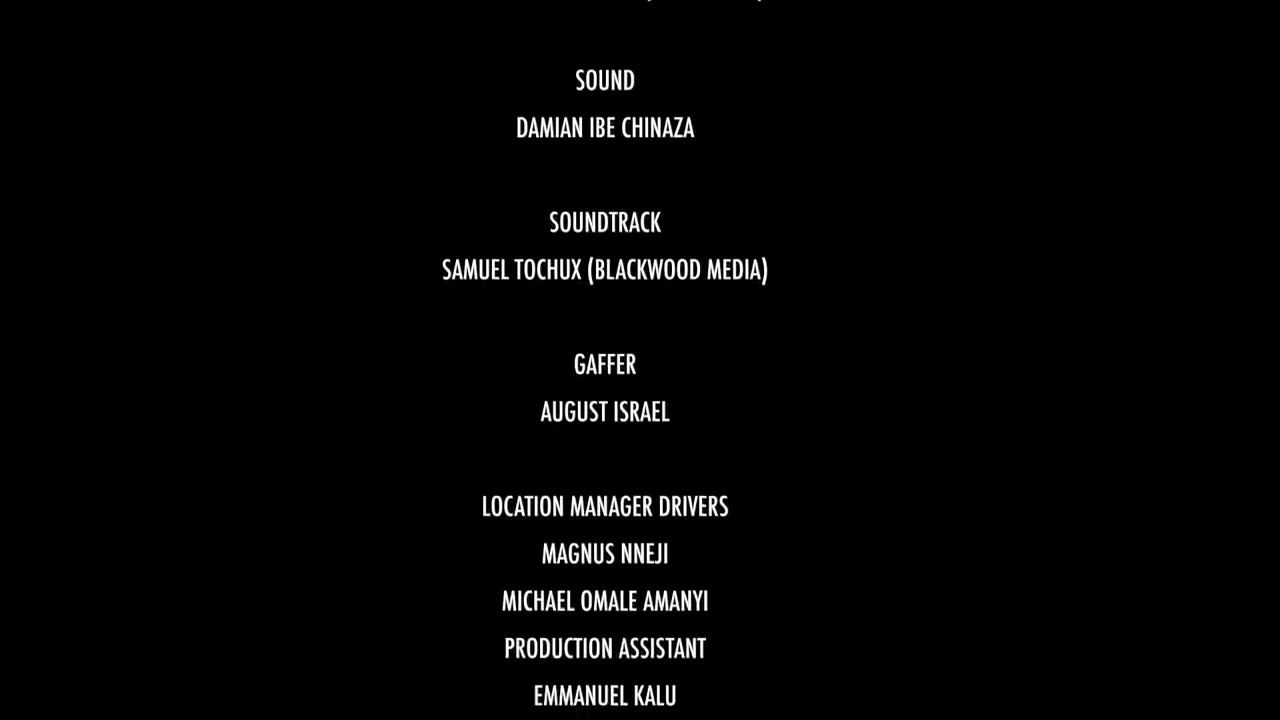 SOUND
DAMIAN IBE CHINAZA
SOUNDTRACK
SAMUEL TOCHUX (BLACKWOOD MEDIA)
GAFFER
AUGUST ISRAEL
LOCATION MANAGER DRIVERS
MAGNUS NNEJI
MICHAEL OMALE AMANYI
PRODUCTION ASSISTANT
EMMANUEL KALU